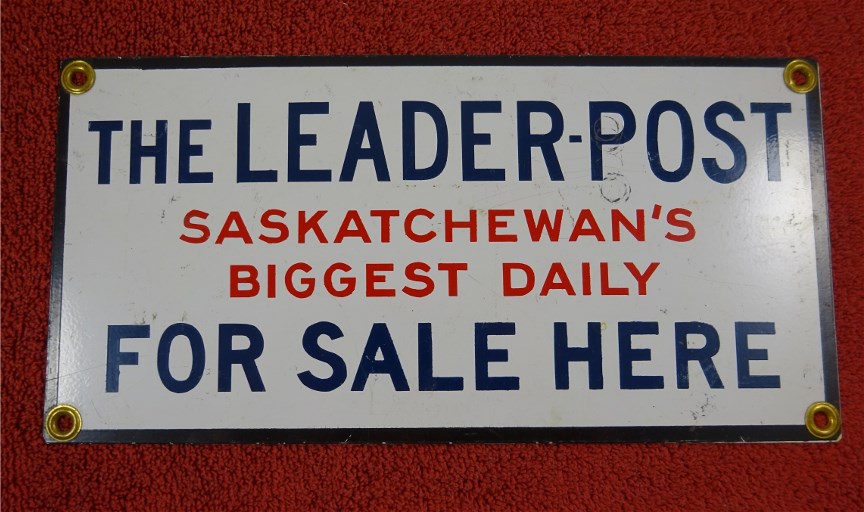 THE LEADER-POST
SASKATCHEWAN'S
BIGGEST DAILY
FOR SALE HERE